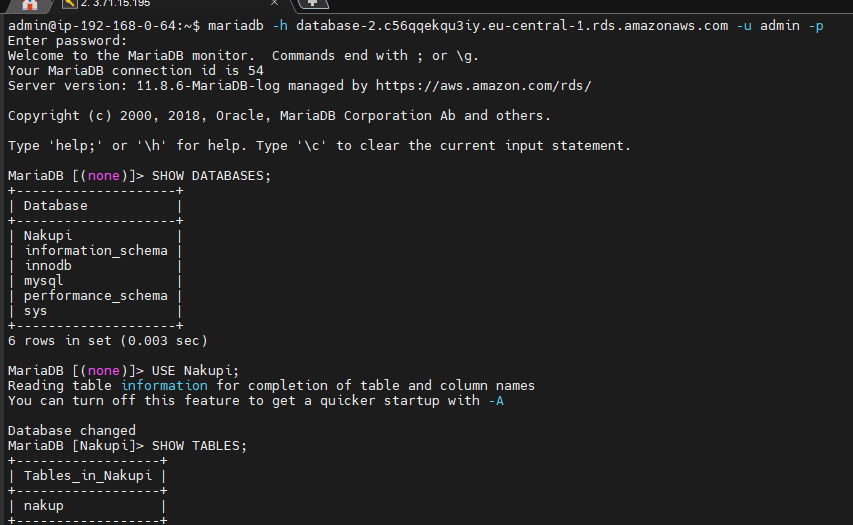 2. 3.71.15.195
admin@ip-192-168-0-64:~$ mariadb -h database-2.c56qqekqu3iy.eu-central-1.rds.amazonaws.com -u admin -p
Enter password:
Welcome to the MariaDB monitor.  Commands end with ; or \g.
Your MariaDB connection id is 54
Server version: 11.8.6-MariaDB-log managed by https://aws.amazon.com/rds/

Copyright (c) 2000, 2018, Oracle, MariaDB Corporation Ab and others.

Type 'help;' or '\h' for help. Type '\c' to clear the current input statement.

MariaDB [(none)]> SHOW DATABASES;
+--------------------+
| Database           |
+--------------------+
| Nakupi             |
| information_schema |
| innodb             |
| mysql              |
| performance_schema |
| sys                |
+--------------------+
6 rows in set (0.003 sec)

MariaDB [(none)]> USE Nakupi;
Reading table information for completion of table and column names
You can turn off this feature to get a quicker startup with -A

Database changed
MariaDB [Nakupi]> SHOW TABLES;
+------------------+
| Tables_in_Nakupi |
+------------------+
| nakup            |
+------------------+